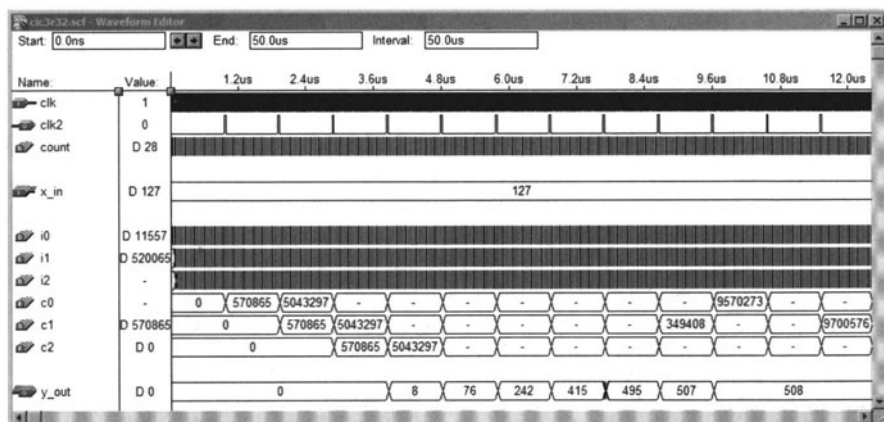 cic3r32.scf - Waveform Editor
Start: 0.0ns End: 50.0us Interval: 50.0us
1.2us 2.4us 3.6us 4.8us 6.0us 7.2us 8.4us 9.6us 10.8us 12.0us
Name: Value:
clk 1
clk2 0
count D 28
x_in D 127 127
i0 D 11557
i1 D 520065
i2 -
c0 - 0 570865 5043297 - - - - - - - 9570273 - -
c1 D 570865 0 570865 5043297 - - - - - 349408 - - 9700576
c2 D 0 0 570865 5043297 - - - - - - - -
y_out D 0 0 8 76 242 415 495 507 508